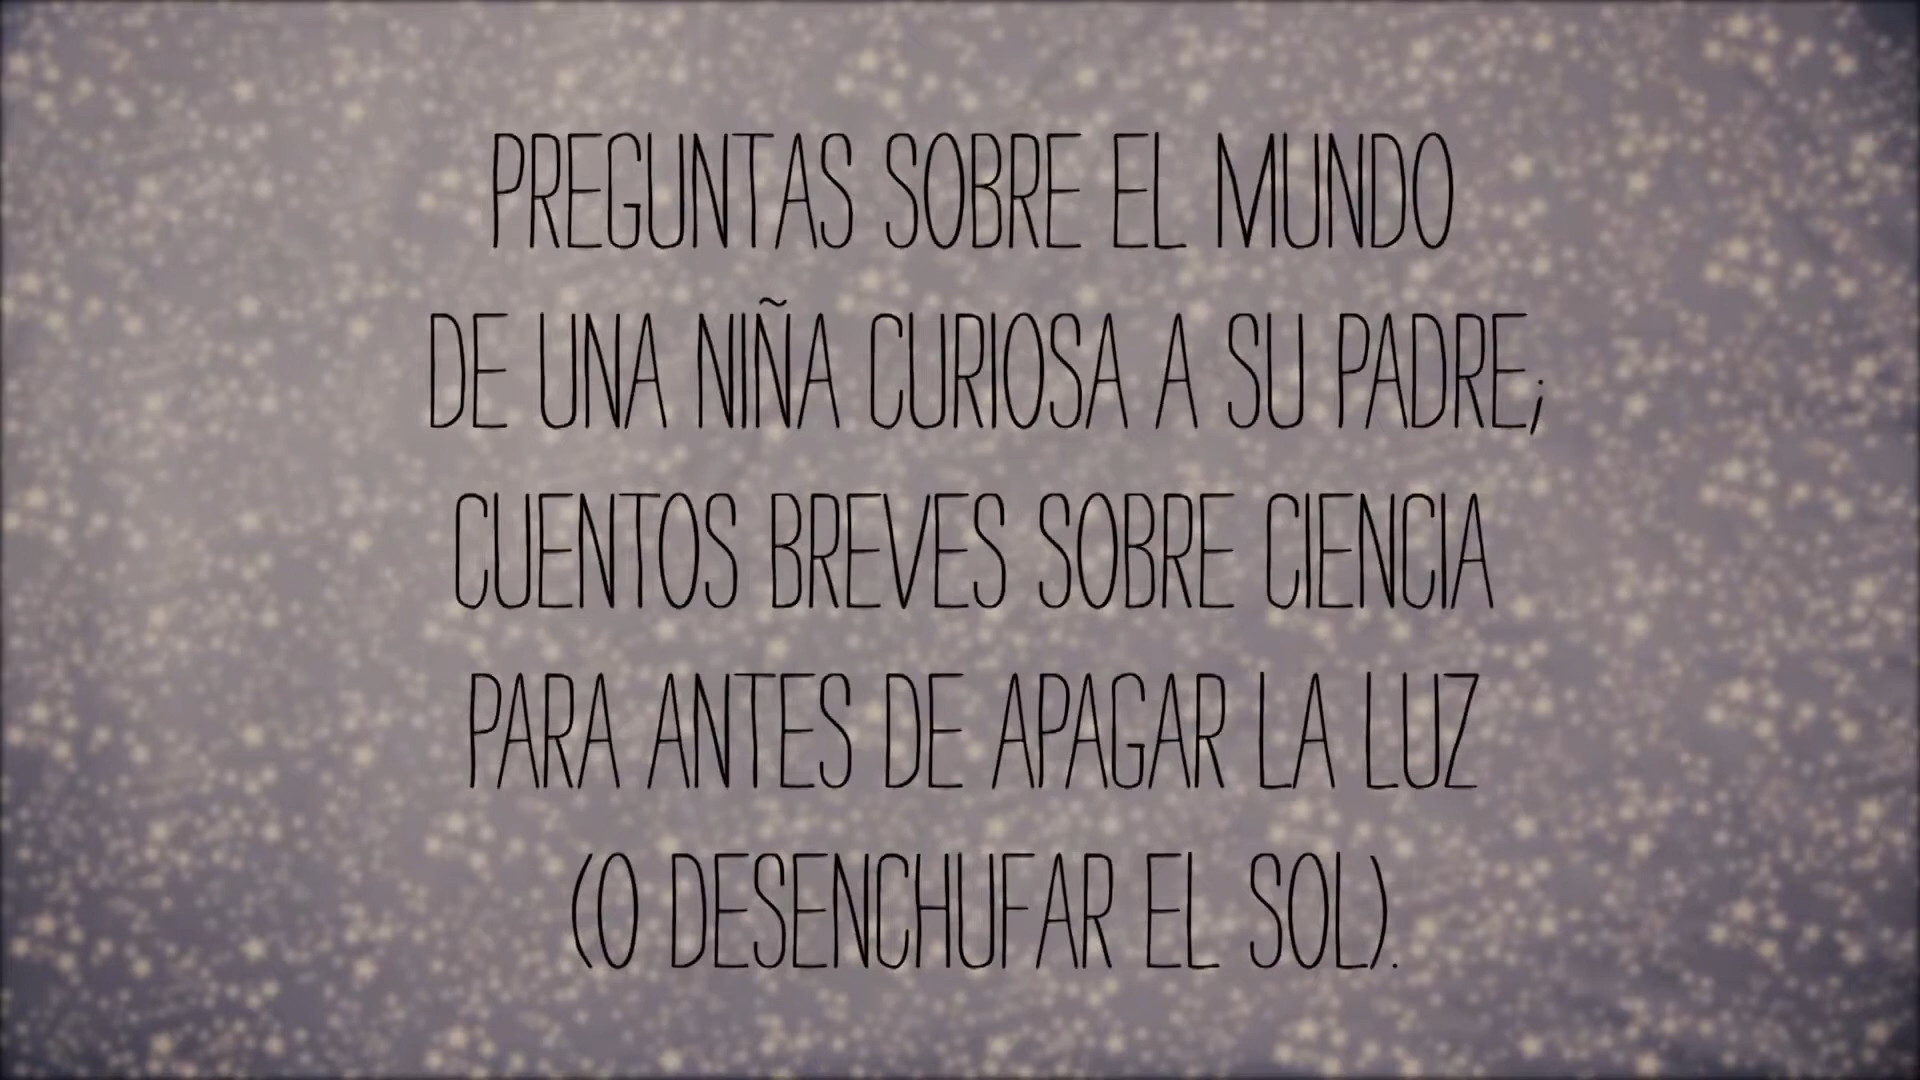 PREGUNTAS SOBRE EL MUNDO
DE UNA NIÑA CURIOSA A SU PADRE;
CUENTOS BREVES SOBRE CIENCIA
PARA ANTES DE APAGAR LA LUZ
(O DESENCHUFAR EL SOL).